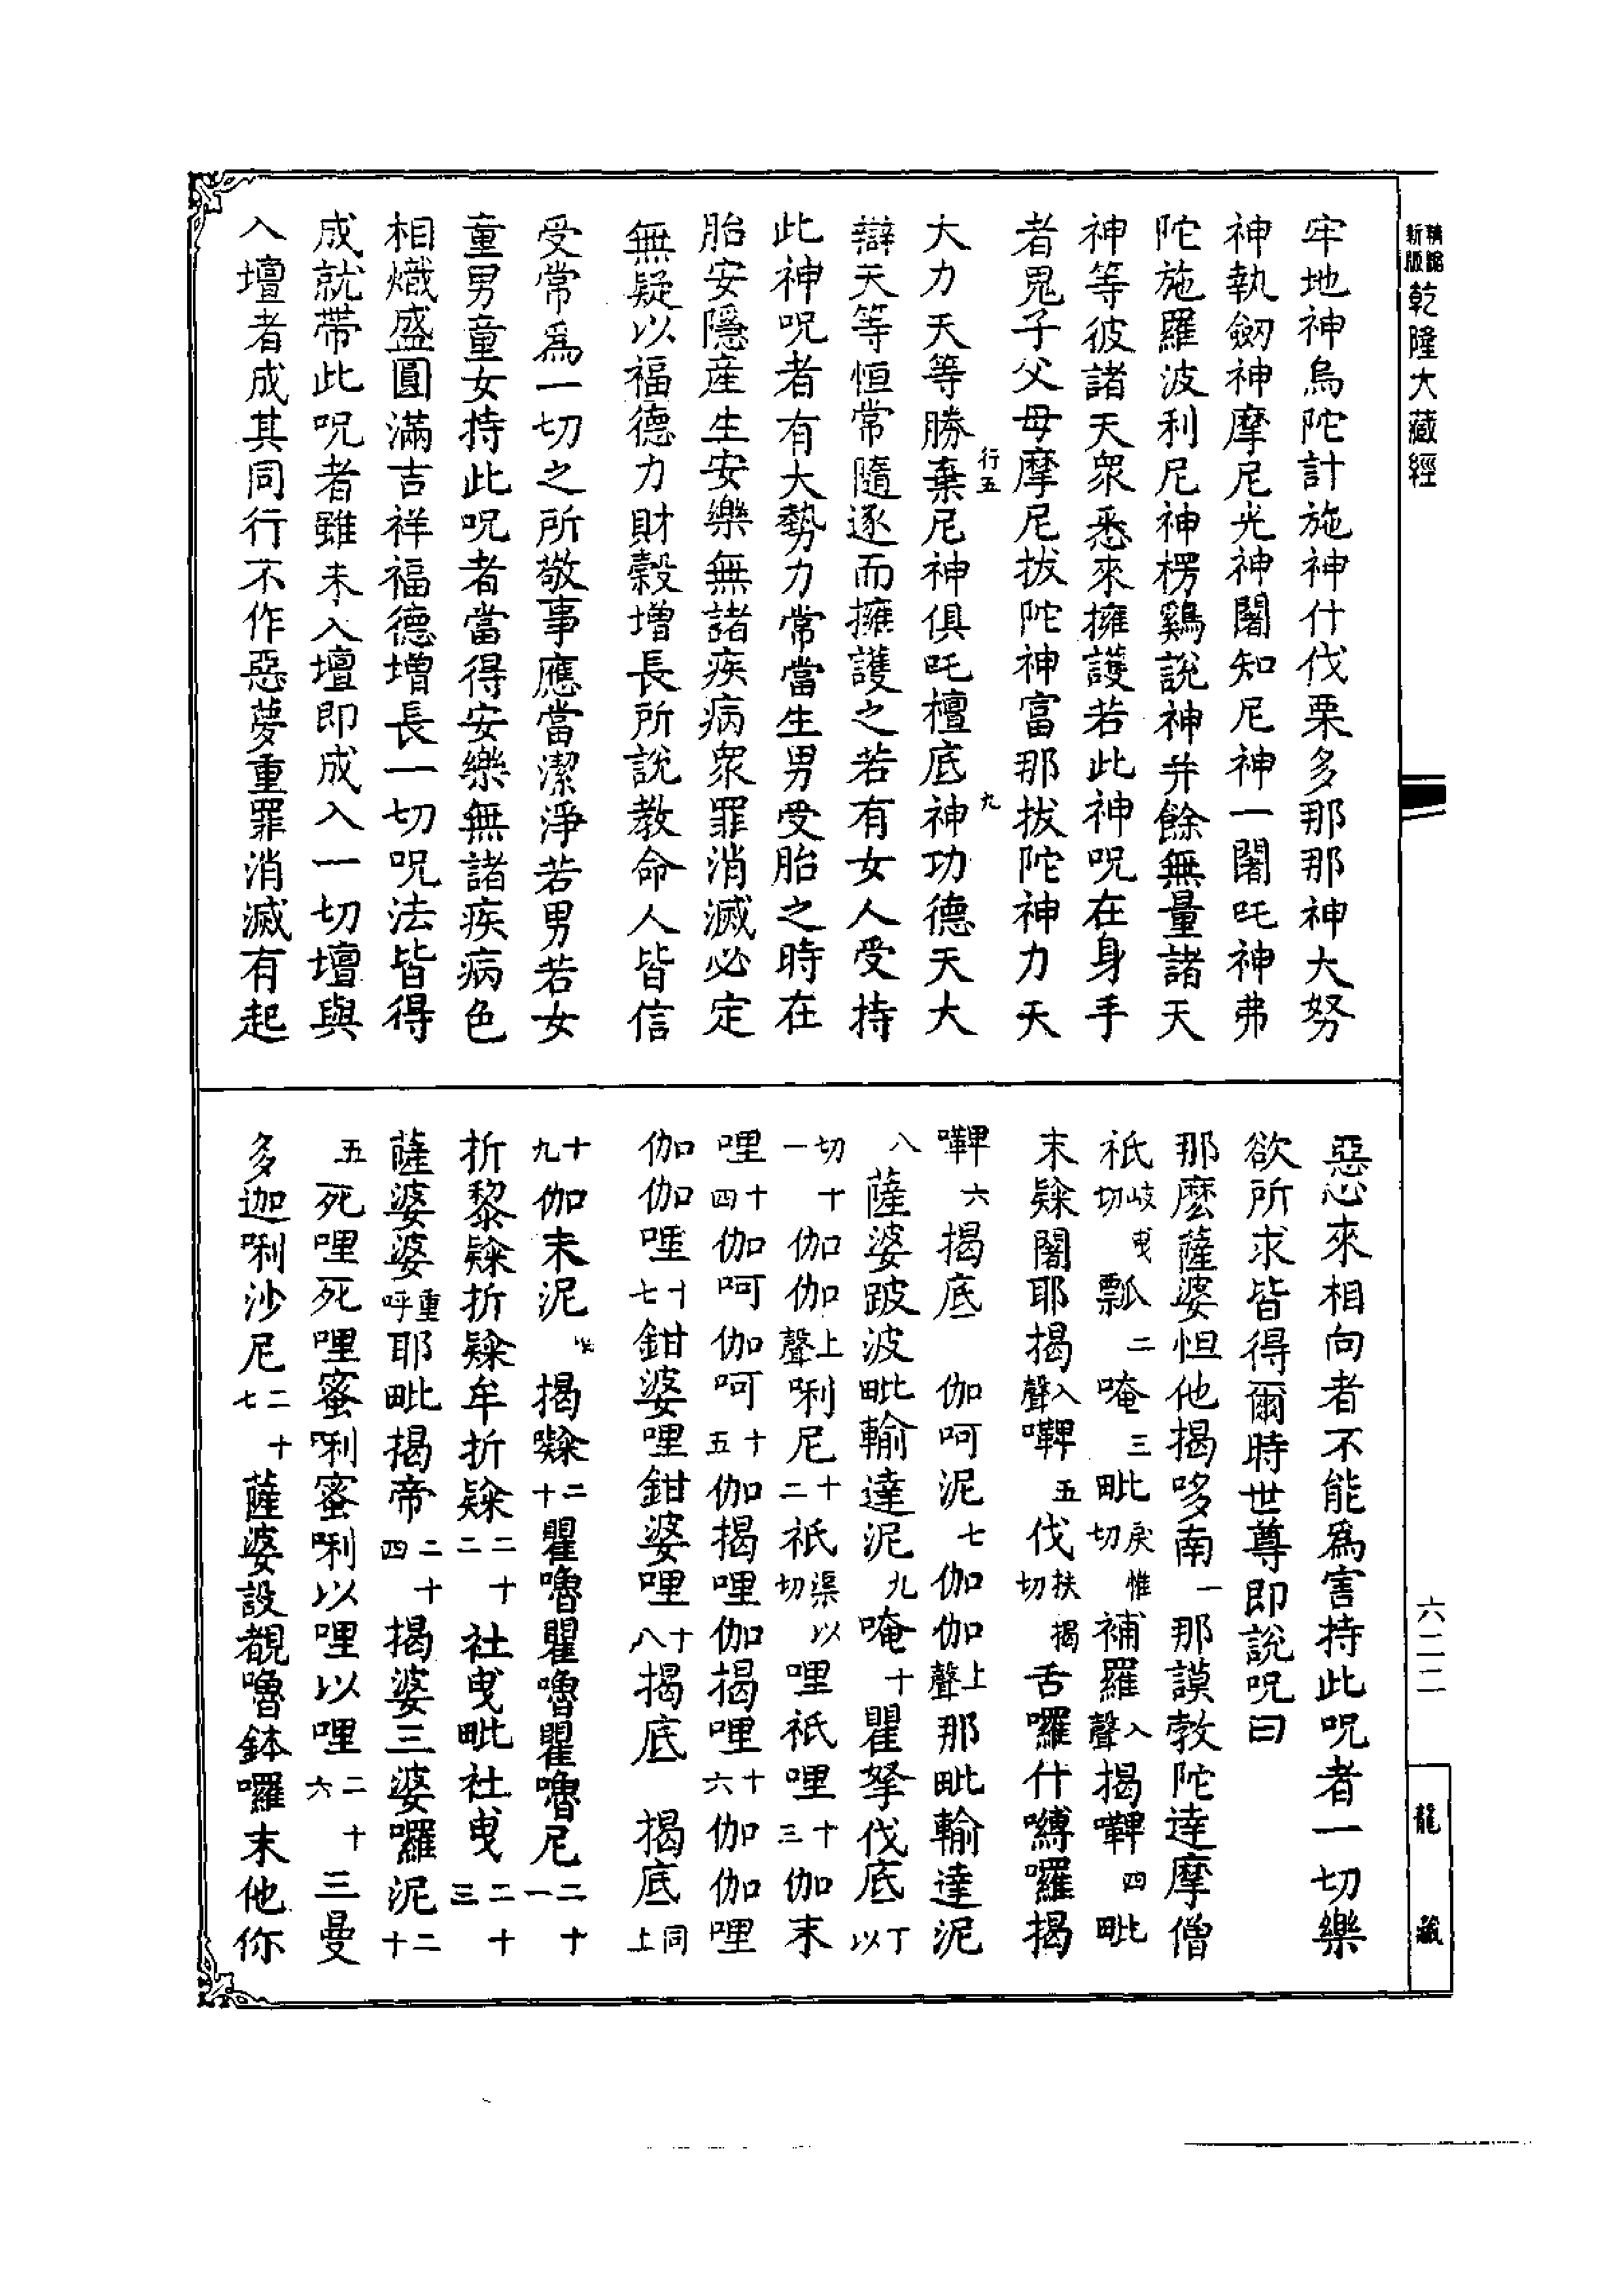 新版
乾隆大藏經
牢地神烏陀計施神什伐栗多那那神大努
神執劒神摩尼光神闍知尼神一闍吒神弗
陀施羅波利尼神楞鷄說神并餘無量諸天
神等彼諸天衆悉來擁護若此神呪在身手
者鬼子父母摩尼拔陀神富那拔陀神力天
行五 九
大力天等勝棄尼神俱吒檀底神功德天大
辯天等恒常隨逐而擁護之若有女人受持
此神呪者有大勢力常當生男受胎之時在
胎安隱産生安樂無諸疾病衆罪消滅必定
無疑以福德力財穀增長所說教命人皆信
受常爲一切之所敬事應當潔淨若男若女
童男童女持此呪者當得安樂無諸疾病色
相熾盛圓滿吉祥福德增長一切呪法皆得
成就帶此呪者雖未入壇即成入一切壇與
入壇者成其同行不作惡夢重罪消滅有起
惡心來相向者不能爲害持此呪者一切樂
欲所求皆得爾時世尊即說呪曰
那麼薩婆怛他揭哆南一那謨敎陀達摩僧
祇岐曳切瓢二唵三毗戾惟切補羅入聲揭嚲四毗
末𨽻闍耶揭入聲嚲五伐扶揭切舌囉什嚩囉揭
嚲六揭底 伽呵泥七伽伽上聲那毗輸達泥
八薩婆跛波毗輸達泥九唵十瞿拏伐底丁以
切十一伽伽上聲唎尼十二祇渠以切哩祇哩十三伽末
哩十四伽呵伽呵十五伽揭哩伽揭哩十六伽伽哩
伽伽哩十七鉗婆哩鉗婆哩十八揭底 揭底同上
十九伽末泥 揭𨽻二十瞿嚕瞿嚕瞿嚕尼二十一
折黎𨽻折𨽻牟折𨽻二十二社曳毗社曳二十三
薩婆婆重呼耶毗揭帝二十四揭婆三婆囉泥二十
五死哩死哩蜜唎蜜唎以哩以哩二十六三曼
多迦唎沙尼二十七薩婆設覩嚕鉢囉末他你
六二二
龍藏